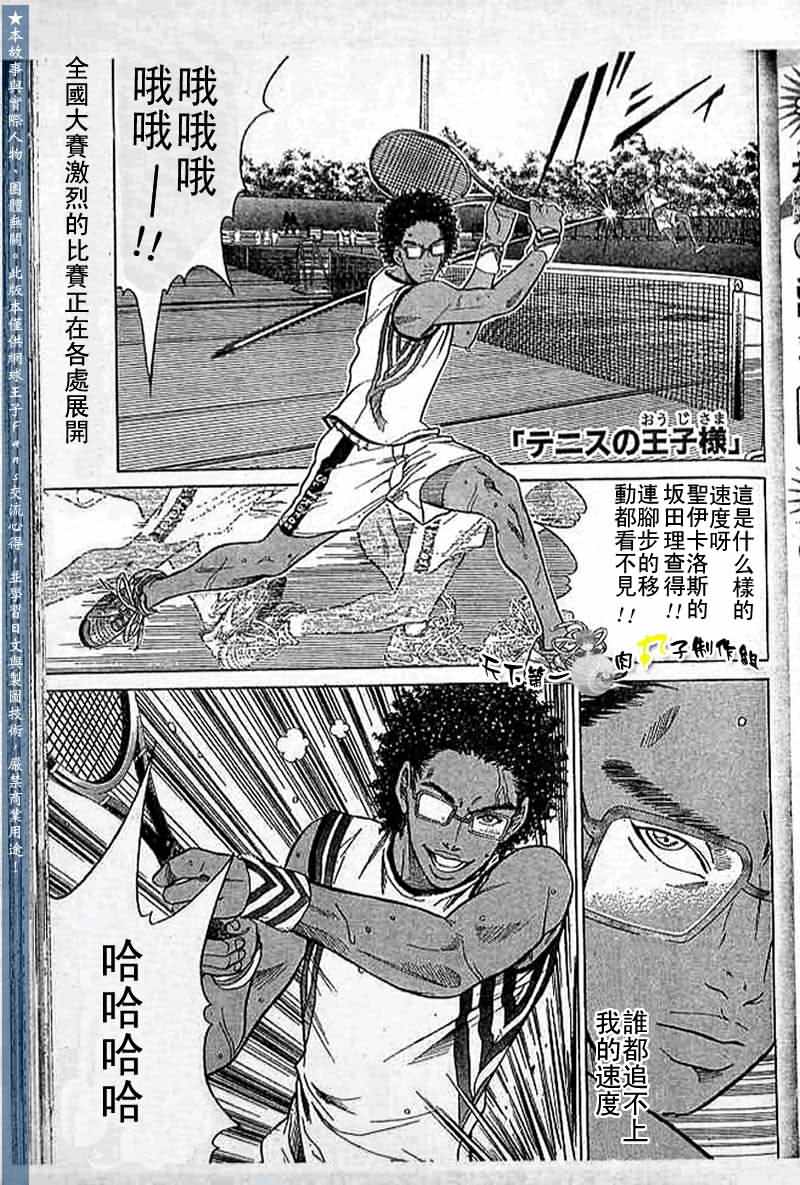 ★本故事與實際人物、團體無關。此版本僅供網球王子Fans交流心得，並學習日文與製圖技術，嚴禁商業用途！
全國大賽激烈的比賽正在各處展開
哦哦哦
哦哦ー!!
おうじさま
「テニスの王子様」
這是什么樣的
速度呀
聖伊卡洛斯的
坂田理查得!!
連腳步的移
動都看不見!!
天下第一肉丸子制作組
誰都追不上
我的速度
哈哈哈哈